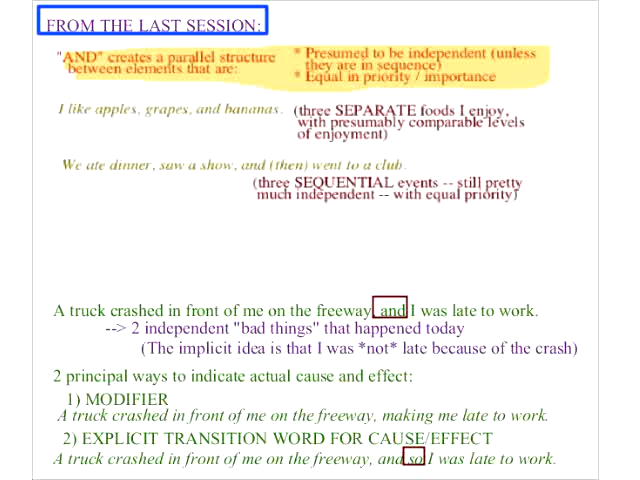 FROM THE LAST SESSION:
"AND" creates a parallel structure
between elements that are:
* Presumed to be independent (unless
they are in sequence)
* Equal in priority / importance
I like apples, grapes, and bananas.
(three SEPARATE foods I enjoy,
with presumably comparable levels
of enjoyment)
We ate dinner, saw a show, and (then) went to a club.
(three SEQUENTIAL events -- still pretty
much independent -- with equal priority)
A truck crashed in front of me on the freeway, and I was late to work.
--> 2 independent "bad things" that happened today
(The implicit idea is that I was *not* late because of the crash)
2 principal ways to indicate actual cause and effect:
1) MODIFIER
A truck crashed in front of me on the freeway, making me late to work.
2) EXPLICIT TRANSITION WORD FOR CAUSE/EFFECT
A truck crashed in front of me on the freeway, and so I was late to work.